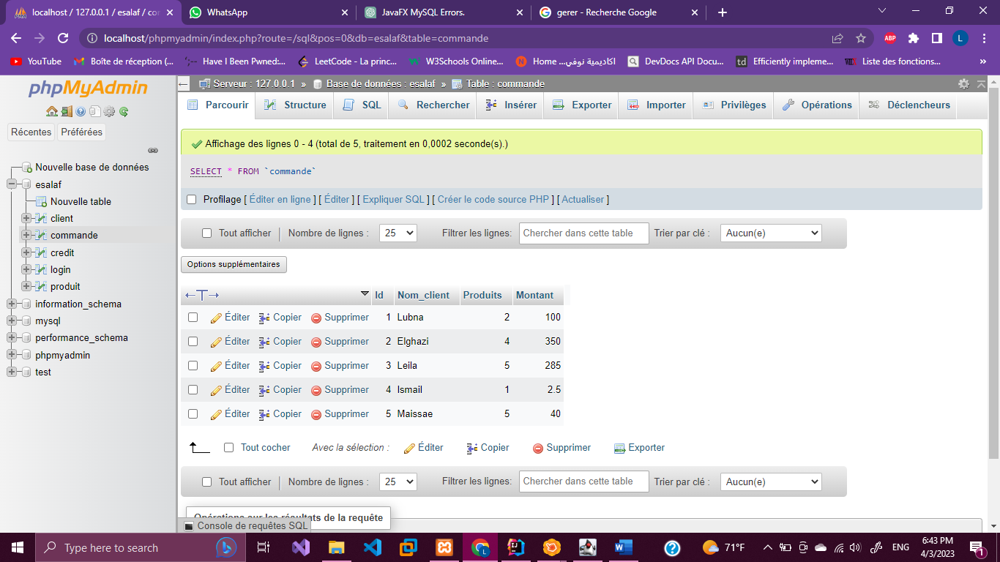 localhost / 127.0.0.1 / esalaf / cor
WhatsApp
JavaFX MySQL Errors.
gerer - Recherche Google
localhost/phpmyadmin/index.php?route=/sql&pos=0&db=esalaf&table=commande
ABP
L
YouTube
Boîte de réception (...
Have I Been Pwned:...
LeetCode - La princ...
W3Schools Online...
Home ...اكاديمية نوفي
DevDocs API Docu...
td Efficiently impleme...
Liste des fonctions...
»
phpMyAdmin
Récentes Préférées
Nouvelle base de données
esalaf
Nouvelle table
client
commande
credit
login
produit
information_schema
mysql
performance_schema
phpmyadmin
test
Serveur : 127.0.0.1 » Base de données : esalaf » Table : commande
Parcourir Structure SQL Rechercher Insérer Exporter Importer Privilèges Opérations Déclencheurs
Affichage des lignes 0 - 4 (total de 5, traitement en 0,0002 seconde(s).)
SELECT * FROM `commande`
Profilage [ Éditer en ligne ] [ Éditer ] [ Expliquer SQL ] [ Créer le code source PHP ] [ Actualiser ]
Tout afficher | Nombre de lignes : 25 Filtrer les lignes: Chercher dans cette table Trier par clé : Aucun(e)
Options supplémentaires
←T→ Id Nom_client Produits Montant
Éditer Copier Supprimer 1 Lubna 2 100
Éditer Copier Supprimer 2 Elghazi 4 350
Éditer Copier Supprimer 3 Leila 5 285
Éditer Copier Supprimer 4 Ismail 1 2.5
Éditer Copier Supprimer 5 Maissae 5 40
Tout cocher Avec la sélection : Éditer Copier Supprimer Exporter
Tout afficher | Nombre de lignes : 25 Filtrer les lignes: Chercher dans cette table Trier par clé : Aucun(e)
Opérations sur les résultats de la requête
Console de requêtes SQL
Type here to search
71°F
ENG
6:43 PM
4/3/2023
1